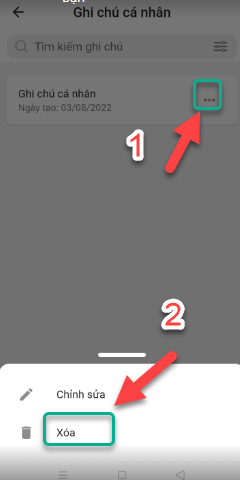 Ghi chú cá nhân
Tìm kiếm ghi chú
Ghi chú cá nhân
Ngày tạo: 03/08/2022
...
1
2
Chỉnh sửa
Xóa